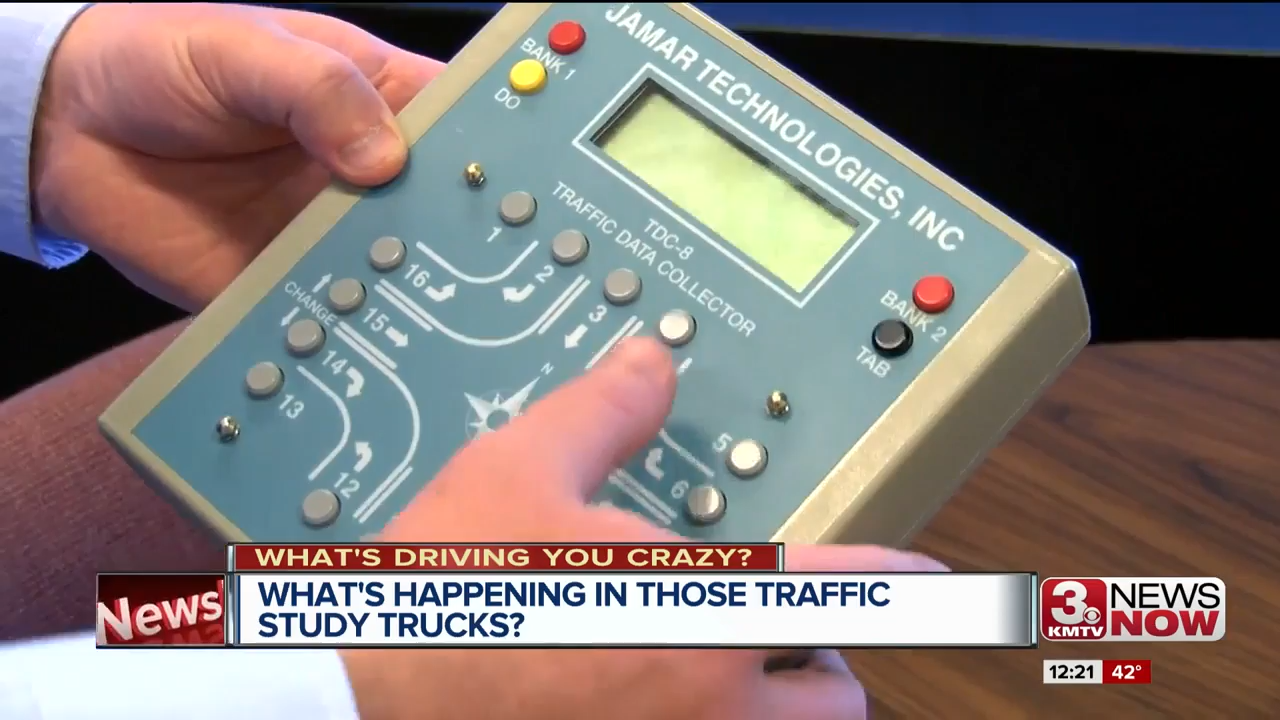 JAMAR TECHNOLOGIES, INC
BANK 1
DO
TDC-8
TRAFFIC DATA COLLECTOR
BANK 2
TAB
1
2
3
16
CHANGE
15
14
13
12
N
5
6
WHAT'S DRIVING YOU CRAZY?
News
WHAT'S HAPPENING IN THOSE TRAFFIC
STUDY TRUCKS?
3 NEWS
KMTV NOW
12:21 42°